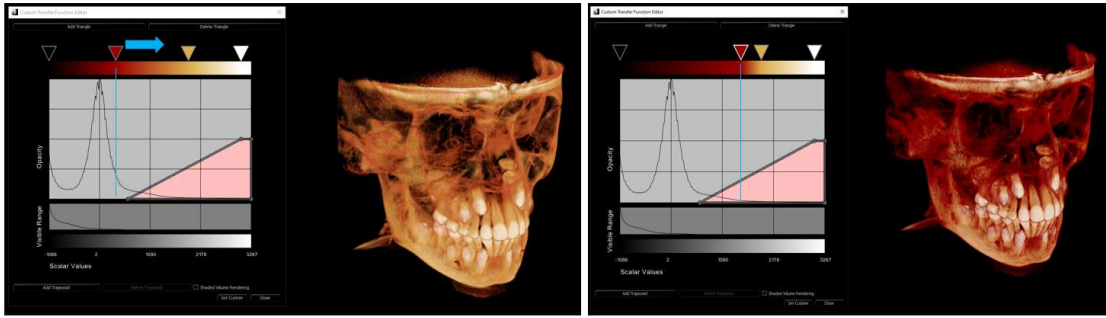 Custom Transfer Function Editor
Add Triangle Delete Triangle
Opacity
Visible Range
-1086 2 1090 2178 3267
Scalar Values
Add Trapezoid Delete Trapezoid Shaded Volume Rendering
Set Custom Close
Custom Transfer Function Editor
Add Triangle Delete Triangle
Opacity
Visible Range
-1086 2 1090 2178 3267
Scalar Values
Add Trapezoid Delete Trapezoid Shaded Volume Rendering
Set Custom Close